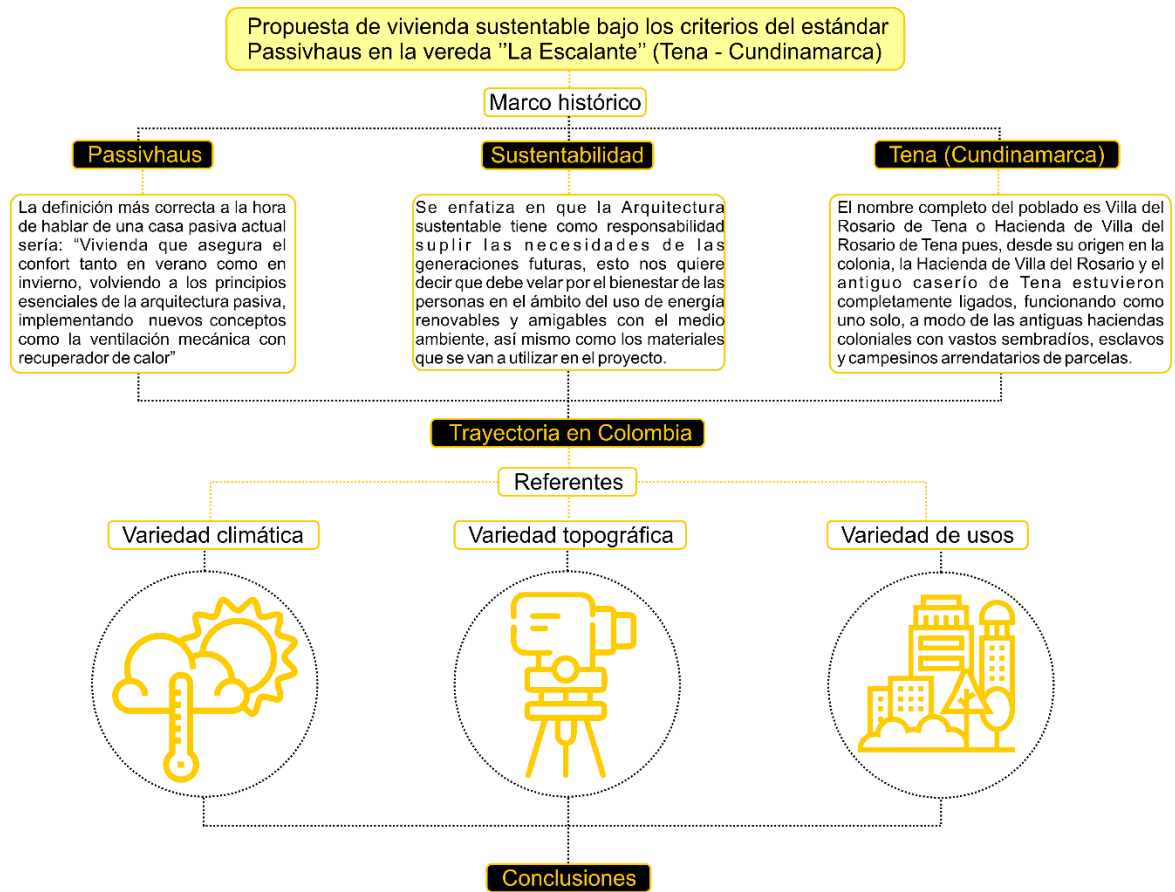 Propuesta de vivienda sustentable bajo los criterios del estándar
Passivhaus en la vereda ’’La Escalante’’ (Tena - Cundinamarca)
Marco histórico
Passivhaus
La definición más correcta a la hora
de hablar de una casa pasiva actual
sería: “Vivienda que asegura el
confort tanto en verano como en
invierno, volviendo a los principios
esenciales de la arquitectura pasiva,
implementando nuevos conceptos
como la ventilación mecánica con
recuperador de calor”
Sustentabilidad
Se enfatiza en que la Arquitectura
sustentable tiene como responsabilidad
suplir las necesidades de las
generaciones futuras, esto nos quiere
decir que debe velar por el bienestar de las
personas en el ámbito del uso de energía
renovables y amigables con el medio
ambiente, así mismo como los materiales
que se van a utilizar en el proyecto.
Tena (Cundinamarca)
El nombre completo del poblado es Villa del
Rosario de Tena o Hacienda de Villa del
Rosario de Tena pues, desde su origen en la
colonia, la Hacienda de Villa del Rosario y el
antiguo caserío de Tena estuvieron
completamente ligados, funcionando como
uno solo, a modo de las antiguas haciendas
coloniales con vastos sembradíos, esclavos
y campesinos arrendatarios de parcelas.
Trayectoria en Colombia
Referentes
Variedad climática
Variedad topográfica
Variedad de usos
Conclusiones